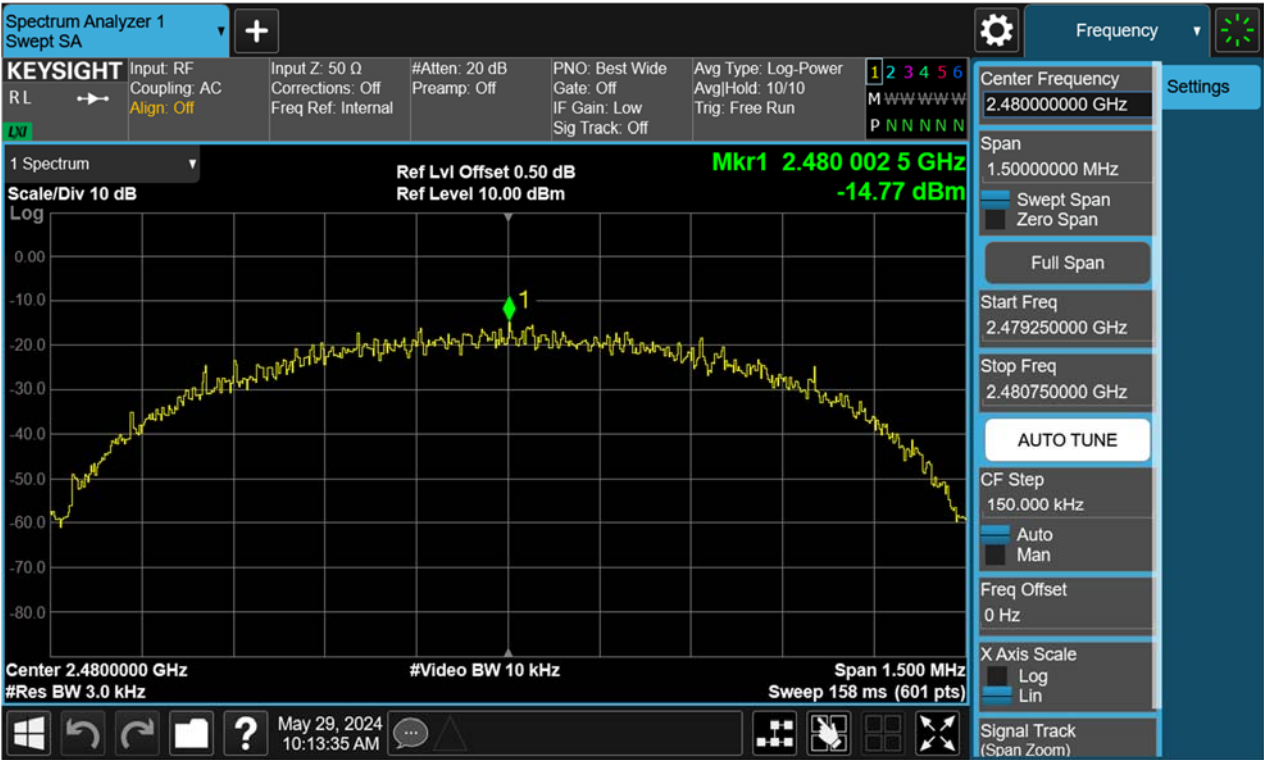 Spectrum Analyzer 1
Swept SA
+
Frequency
KEYSIGHT
R L
LXI
Input: RF
Coupling: AC
Align: Off
Input Z: 50 Ω
Corrections: Off
Freq Ref: Internal
#Atten: 20 dB
Preamp: Off
PNO: Best Wide
Gate: Off
IF Gain: Low
Sig Track: Off
Avg Type: Log-Power
Avg|Hold: 10/10
Trig: Free Run
1 2 3 4 5 6
M W W W W W
P N N N N N
1 Spectrum
Scale/Div 10 dB
Log
Ref Lvl Offset 0.50 dB
Ref Level 10.00 dBm
Mkr1 2.480 002 5 GHz
-14.77 dBm
1
0.00
-10.0
-20.0
-30.0
-40.0
-50.0
-60.0
-70.0
-80.0
Center 2.4800000 GHz
#Res BW 3.0 kHz
#Video BW 10 kHz
Span 1.500 MHz
Sweep 158 ms (601 pts)
?
May 29, 2024
10:13:35 AM
Center Frequency
2.480000000 GHz
Span
1.50000000 MHz
Swept Span
Zero Span
Full Span
Start Freq
2.479250000 GHz
Stop Freq
2.480750000 GHz
AUTO TUNE
CF Step
150.000 kHz
Auto
Man
Freq Offset
0 Hz
X Axis Scale
Log
Lin
Signal Track
(Span Zoom)
Settings